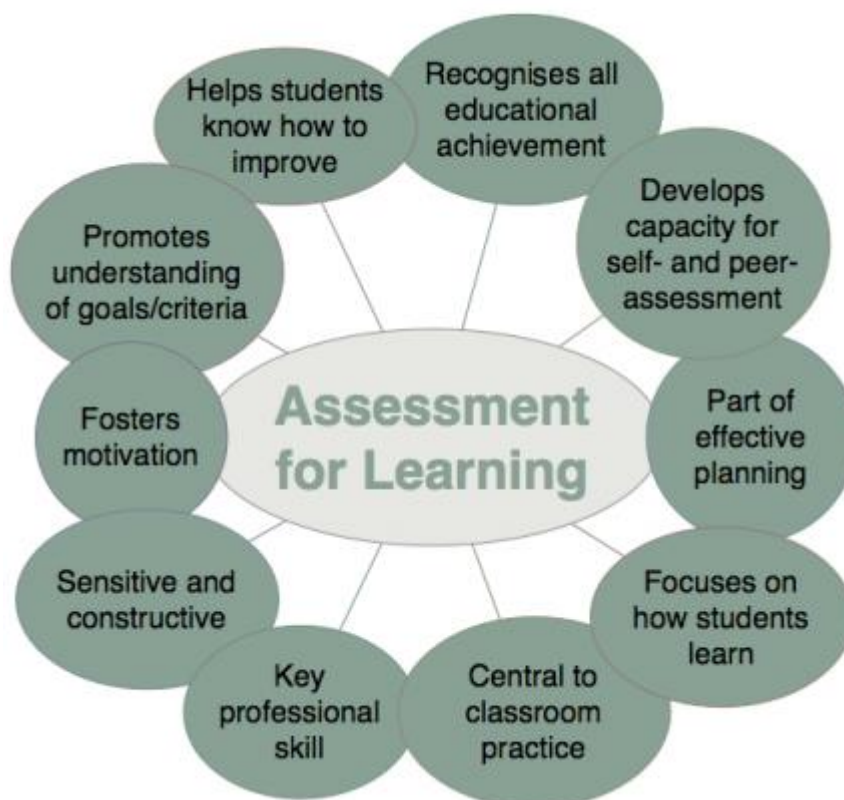 Helps students
know how to
improve
Recognises all
educational
achievement
Develops
capacity for
self- and peer-
assessment
Part of
effective
planning
Focuses on
how students
learn
Central to
classroom
practice
Key
professional
skill
Sensitive and
constructive
Fosters
motivation
Promotes
understanding
of goals/criteria
Assessment
for Learning